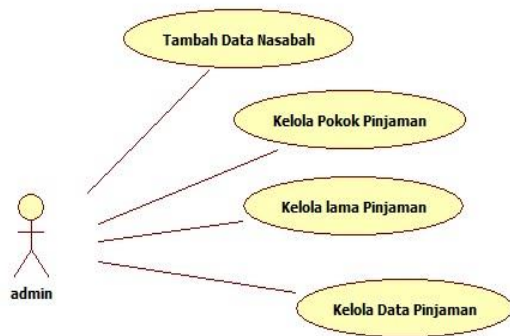 Tambah Data Nasabah
Kelola Pokok Pinjaman
Kelola lama Pinjaman
admin
Kelola Data Pinjaman